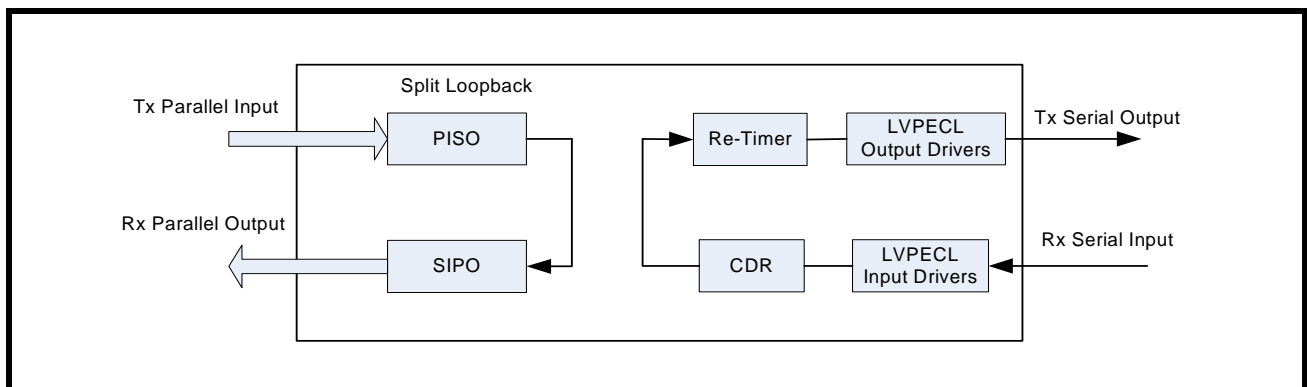 Split Loopback
Tx Parallel Input
PISO
Re-Timer
LVPECL
Output Drivers
Tx Serial Output
Rx Parallel Output
SIPO
CDR
LVPECL
Input Drivers
Rx Serial Input